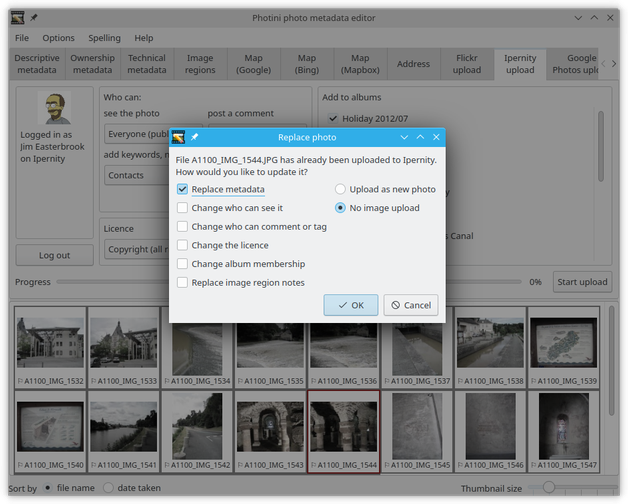 Photini photo metadata editor
File Options Spelling Help
Descriptive metadata
Ownership metadata
Technical metadata
Image regions
Map (Google)
Map (Bing)
Map (Mapbox)
Address
Flickr upload
Ipernity upload
Google Photos uplo
Logged in as
Jim Easterbrook
on Ipernity
Log out
Who can:
see the photo
post a comment
Everyone (publ
add keywords, n
Contacts
Licence
Copyright (all r
Add to albums
Holiday 2012/07
y
s Canal
Replace photo
File A1100_IMG_1544.JPG has already been uploaded to Ipernity.
How would you like to update it?
Replace metadata
Upload as new photo
Change who can see it
No image upload
Change who can comment or tag
Change the licence
Change album membership
Replace image region notes
OK
Cancel
Progress
0%
Start upload
A1100_IMG_1532
A1100_IMG_1533
A1100_IMG_1534
A1100_IMG_1535
A1100_IMG_1536
A1100_IMG_1537
A1100_IMG_1538
A1100_IMG_1539
A1100_IMG_1540
A1100_IMG_1541
A1100_IMG_1542
A1100_IMG_1543
A1100_IMG_1544
A1100_IMG_1545
A1100_IMG_1546
A1100_IMG_1547
Sort by file name date taken
Thumbnail size